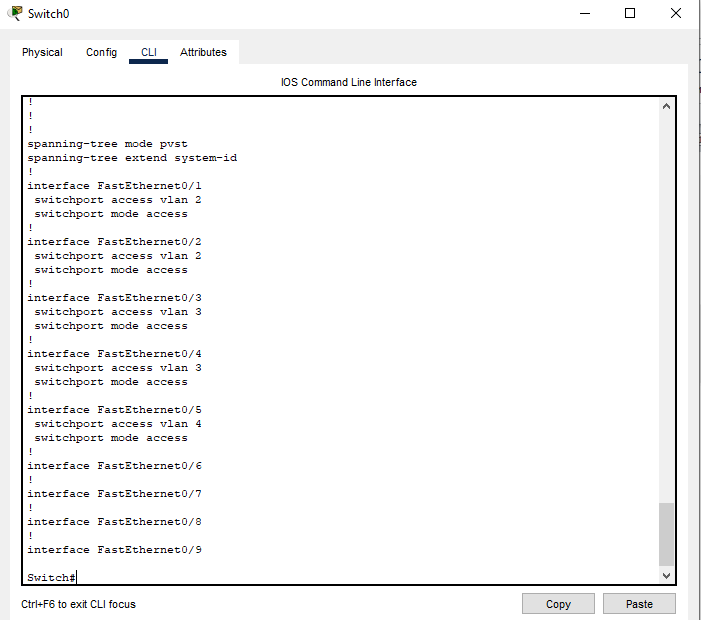 Switch0
Physical Config CLI Attributes
IOS Command Line Interface
!
!
!
spanning-tree mode pvst
spanning-tree extend system-id
!
interface FastEthernet0/1
 switchport access vlan 2
 switchport mode access
!
interface FastEthernet0/2
 switchport access vlan 2
 switchport mode access
!
interface FastEthernet0/3
 switchport access vlan 3
 switchport mode access
!
interface FastEthernet0/4
 switchport access vlan 3
 switchport mode access
!
interface FastEthernet0/5
 switchport access vlan 4
 switchport mode access
!
interface FastEthernet0/6
!
interface FastEthernet0/7
!
interface FastEthernet0/8
!
interface FastEthernet0/9
Switch#
Ctrl+F6 to exit CLI focus
Copy Paste